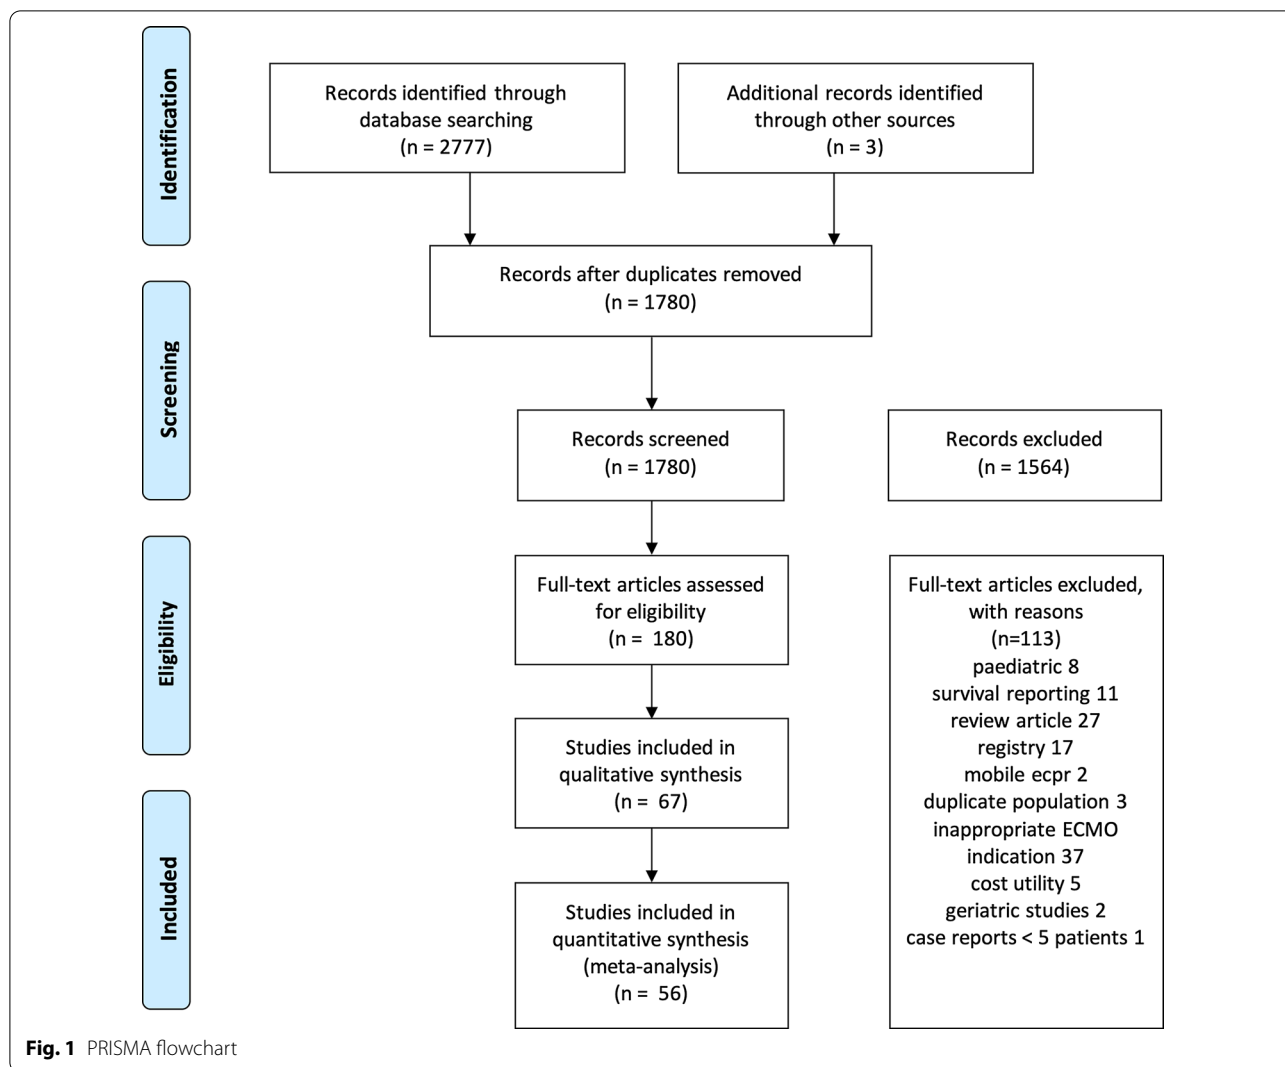 Identification
Records identified through
database searching
(n = 2777)
Additional records identified
through other sources
(n = 3)
Records after duplicates removed
(n = 1780)
Screening
Records screened
(n = 1780)
Records excluded
(n = 1564)
Eligibility
Full-text articles assessed
for eligibility
(n = 180)
Full-text articles excluded,
with reasons
(n=113)
paediatric 8
survival reporting 11
review article 27
registry 17
mobile ecpr 2
duplicate population 3
inappropriate ECMO
indication 37
cost utility 5
geriatric studies 2
case reports < 5 patients 1
Studies included in
qualitative synthesis
(n = 67)
Included
Studies included in
quantitative synthesis
(meta-analysis)
(n = 56)
Fig. 1 PRISMA flowchart